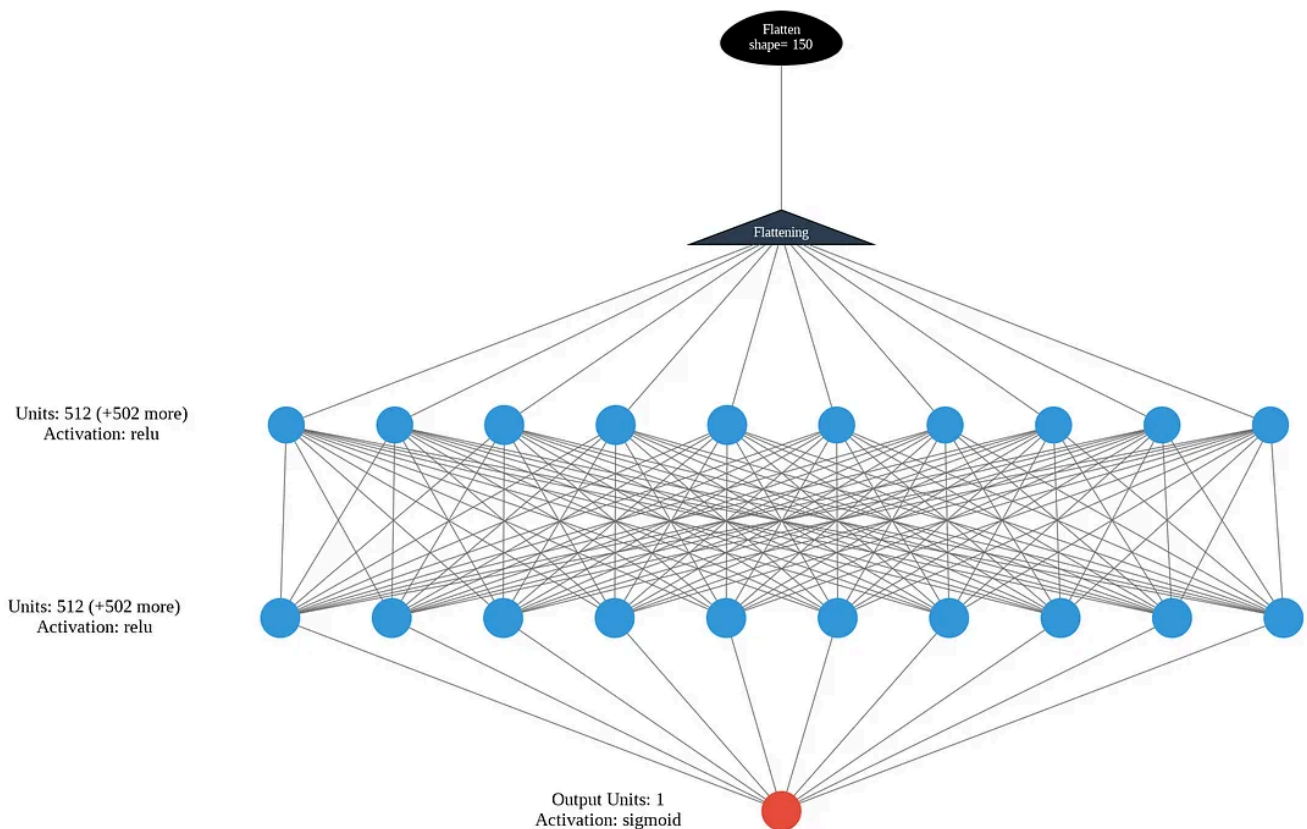 Flatten
shape= 150
Flattening
Units: 512 (+502 more)
Activation: relu
Units: 512 (+502 more)
Activation: relu
Output Units: 1
Activation: sigmoid